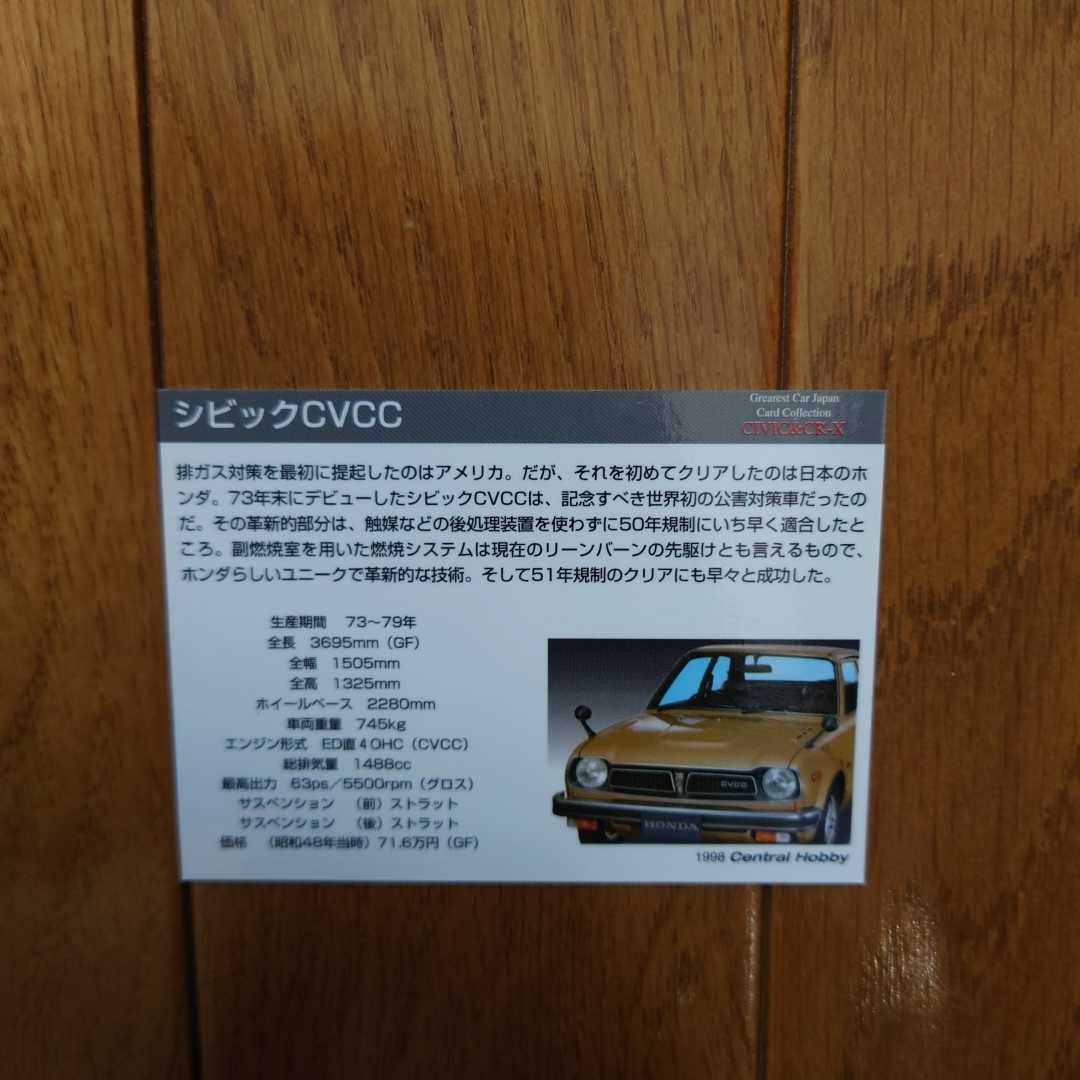 シビックCVCC
Grearest Car Japan
Card Collection
CIVIC&CR-X
排ガス対策を最初に提起したのはアメリカ。だが、それを初めてクリアしたのは日本のホ
ンダ。73年末にデビューしたシビックCVCCは、記念すべき世界初の公害対策車だったの
だ。その革新的部分は、触媒などの後処理装置を使わずに50年規制にいち早く適合したと
ころ。副燃焼室を用いた燃焼システムは現在のリーンバーンの先駆けとも言えるもので、
ホンダらしいユニークで革新的な技術。そして51年規制のクリアにも早々と成功した。
生産期間　73〜79年
全長　3695mm（GF）
全幅　1505mm
全高　1325mm
ホイールベース　2280mm
車両重量　745kg
エンジン形式　ED直4 OHC（CVCC）
総排気量　1488cc
最高出力　63ps／5500rpm（グロス）
サスペンション　（前）ストラット
サスペンション　（後）ストラット
価格　（昭和48年当時）71.6万円（GF）
CVCC
HONDA
1998 Central Hobby